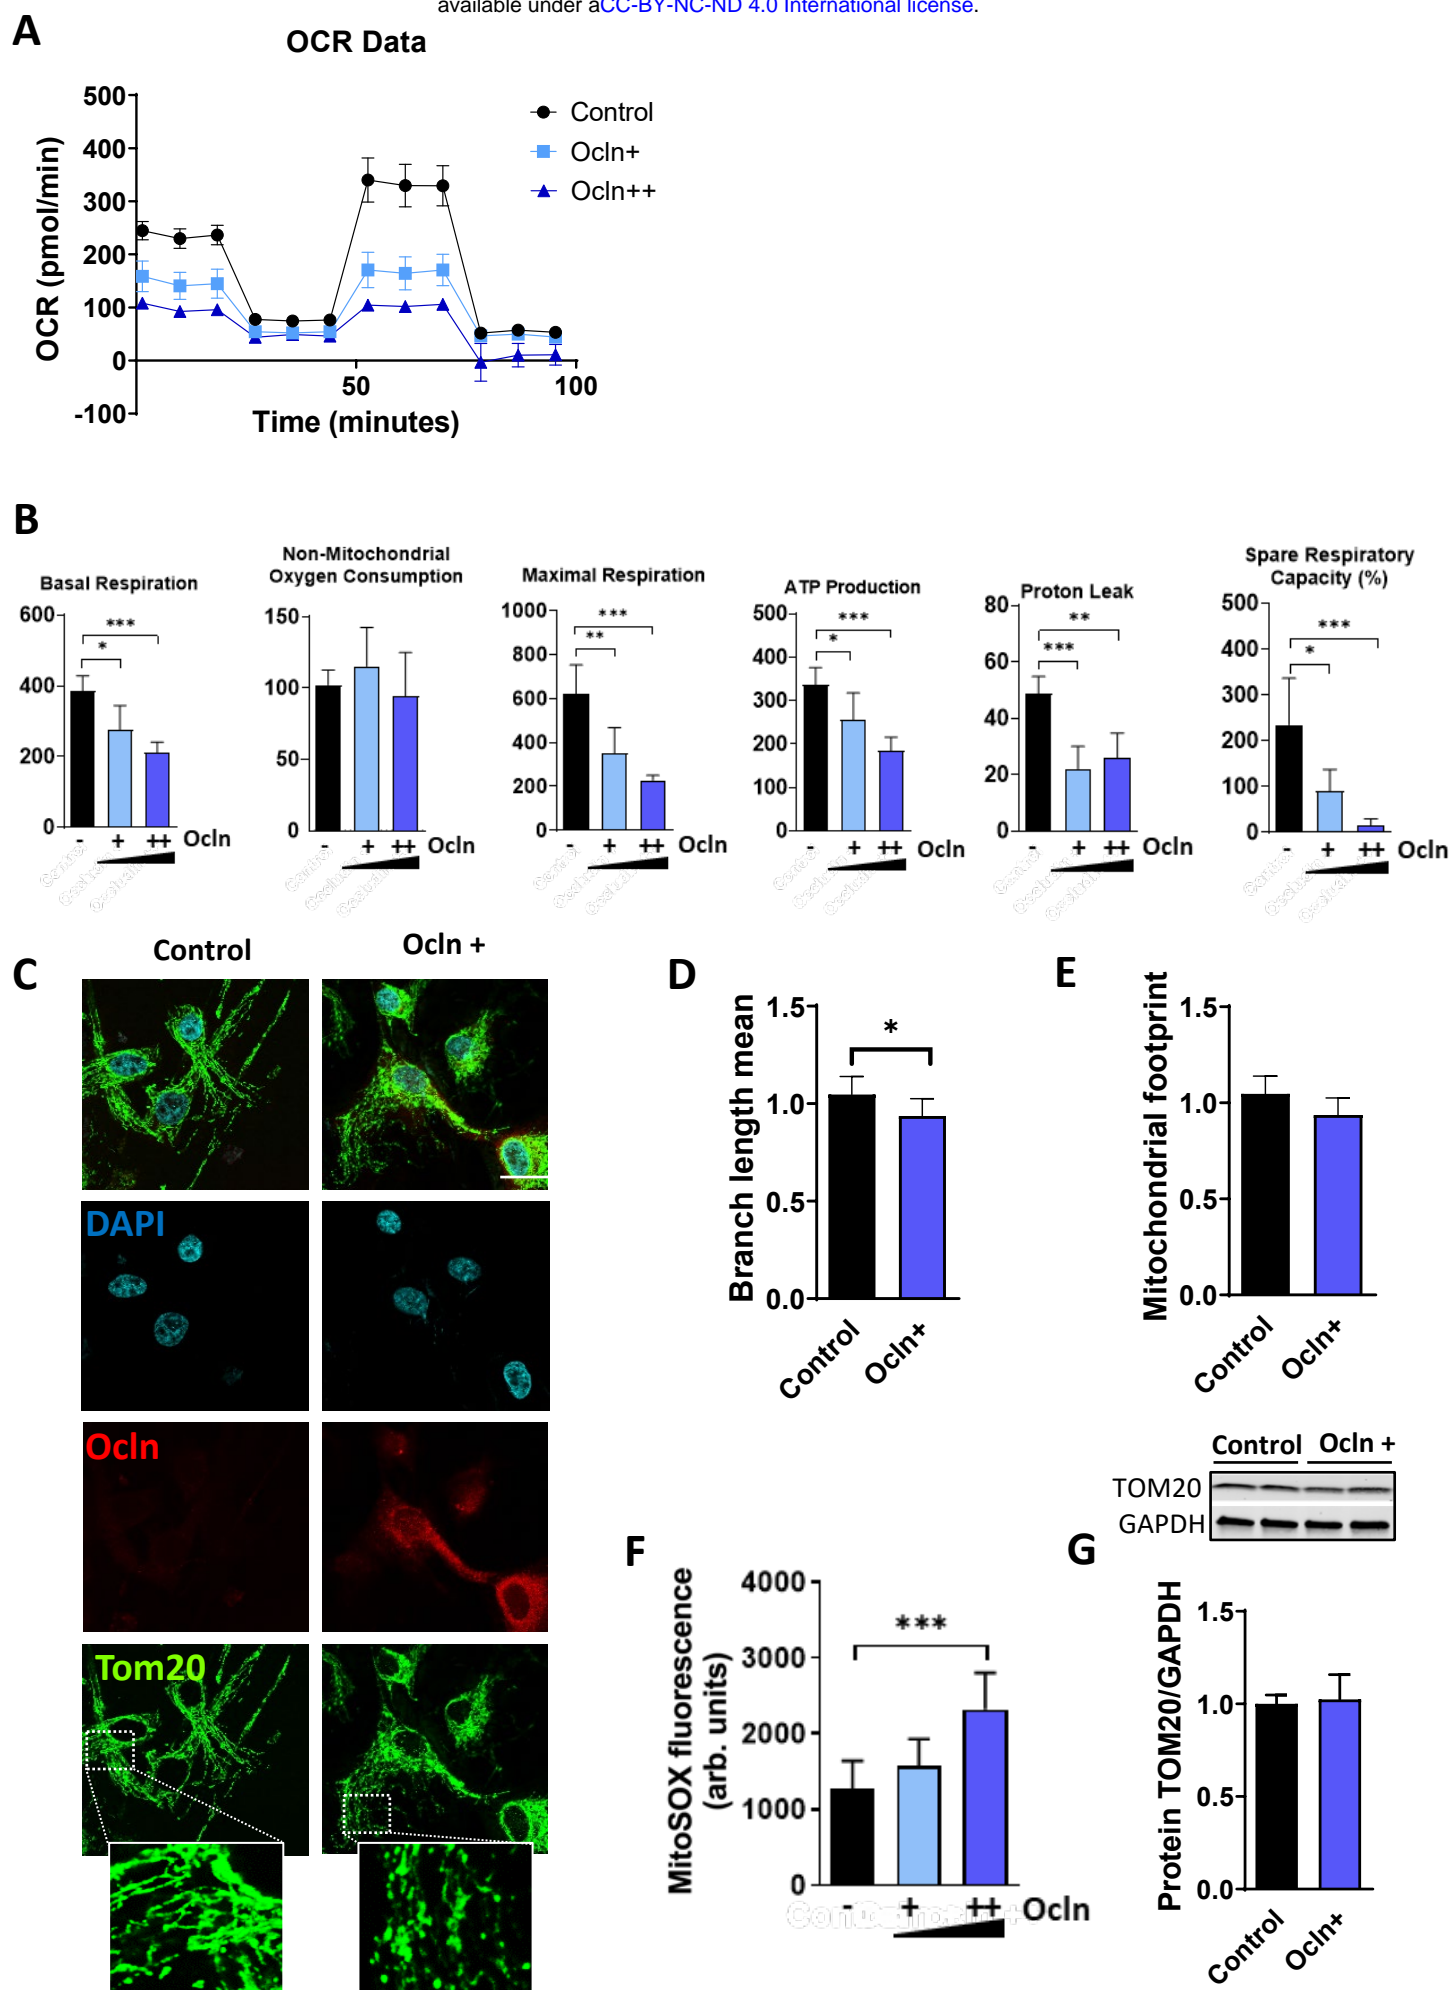 available under aCC-BY-NC-ND 4.0 International license.
A
OCR Data
500
400
300
200
100
0
-100
OCR (pmol/min)
50
100
Time (minutes)
Control
Ocln+
Ocln++
B
Basal Respiration
600
400
200
0
*
***
- + ++ Ocln
Non-Mitochondrial
Oxygen Consumption
150
100
50
0
- + ++ Ocln
Maximal Respiration
1000
800
600
400
200
0
**
***
- + ++ Ocln
ATP Production
500
400
300
200
100
0
*
***
- + ++ Ocln
Proton Leak
80
60
40
20
0
***
**
- + ++ Ocln
Spare Respiratory
Capacity (%)
500
400
300
200
100
0
*
***
- + ++ Ocln
C
Control
Ocln +
DAPI
Ocln
Tom20
D
Branch length mean
1.5
1.0
0.5
0.0
*
Control
Ocln+
E
Mitochondrial footprint
1.5
1.0
0.5
0.0
Control
Ocln+
F
MitoSOX fluorescence
(arb. units)
4000
3000
2000
1000
0
***
- + ++ Ocln
G
Control Ocln +
TOM20
GAPDH
Protein TOM20/GAPDH
1.5
1.0
0.5
0.0
Control
Ocln+